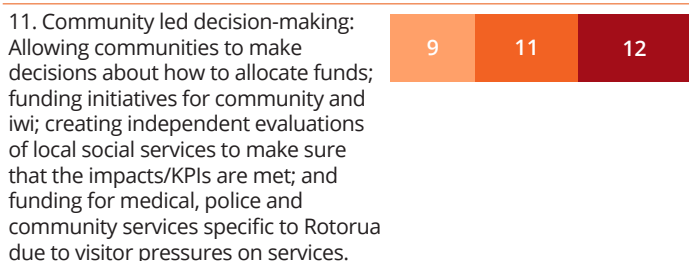 11. Community led decision-making:
Allowing communities to make
decisions about how to allocate funds;
funding initiatives for community and
iwi; creating independent evaluations
of local social services to make sure
that the impacts/KPIs are met; and
funding for medical, police and
community services specific to Rotorua
due to visitor pressures on services.
9 11 12